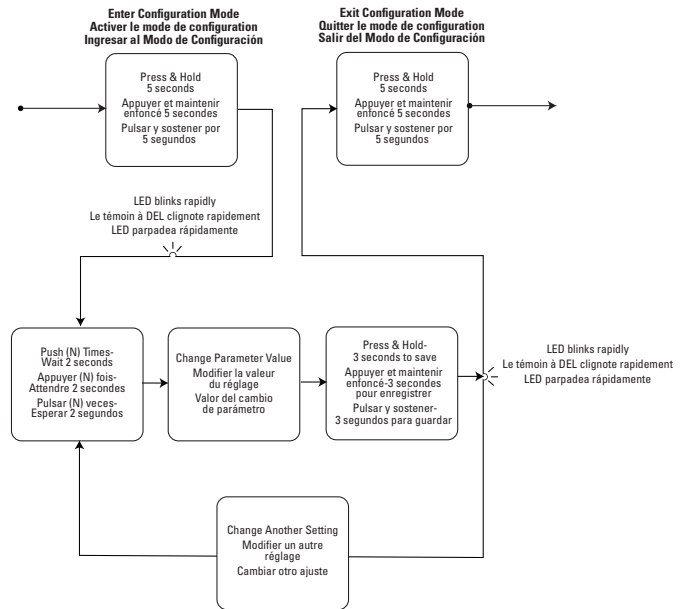 Enter Configuration Mode
Activer le mode de configuration
Ingresar al Modo de Configuración
Exit Configuration Mode
Quitter le mode de configuration
Salir del Modo de Configuración
Press & Hold
5 seconds
Appuyer et maintenir
enfoncé 5 secondes
Pulsar y sostener por
5 segundos
Press & Hold
5 seconds
Appuyer et maintenir
enfoncé 5 secondes
Pulsar y sostener por
5 segundos
LED blinks rapidly
Le témoin à DEL clignote rapidement
LED parpadea rápidamente
Push (N) Times-
Wait 2 seconds
Appuyer (N) fois-
Attendre 2 secondes
Pulsar (N) veces-
Esperar 2 segundos
Change Parameter Value
Modifier la valeur
du réglage
Valor del cambio
de parámetro
Press & Hold-
3 seconds to save
Appuyer et maintenir
enfoncé-3 secondes
pour enregistrer
Pulsar y sostener-
3 segundos para guardar
LED blinks rapidly
Le témoin à DEL clignote rapidement
LED parpadea rápidamente
Change Another Setting
Modifier un autre
réglage
Cambiar otro ajuste